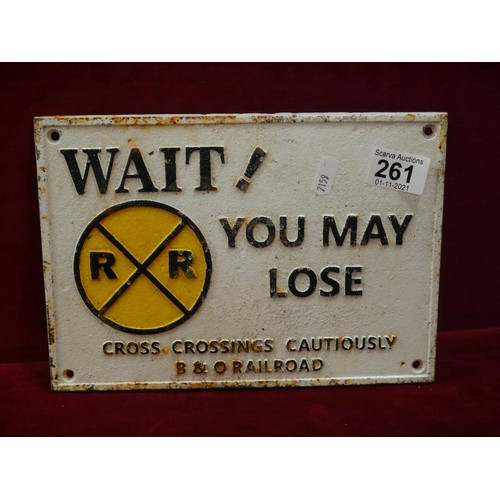 WAIT!
R R
YOU MAY
LOSE
CROSS CROSSINGS CAUTIOUSLY
B & O RAILROAD
7159
Scarva Auctions
261
01-11-2021